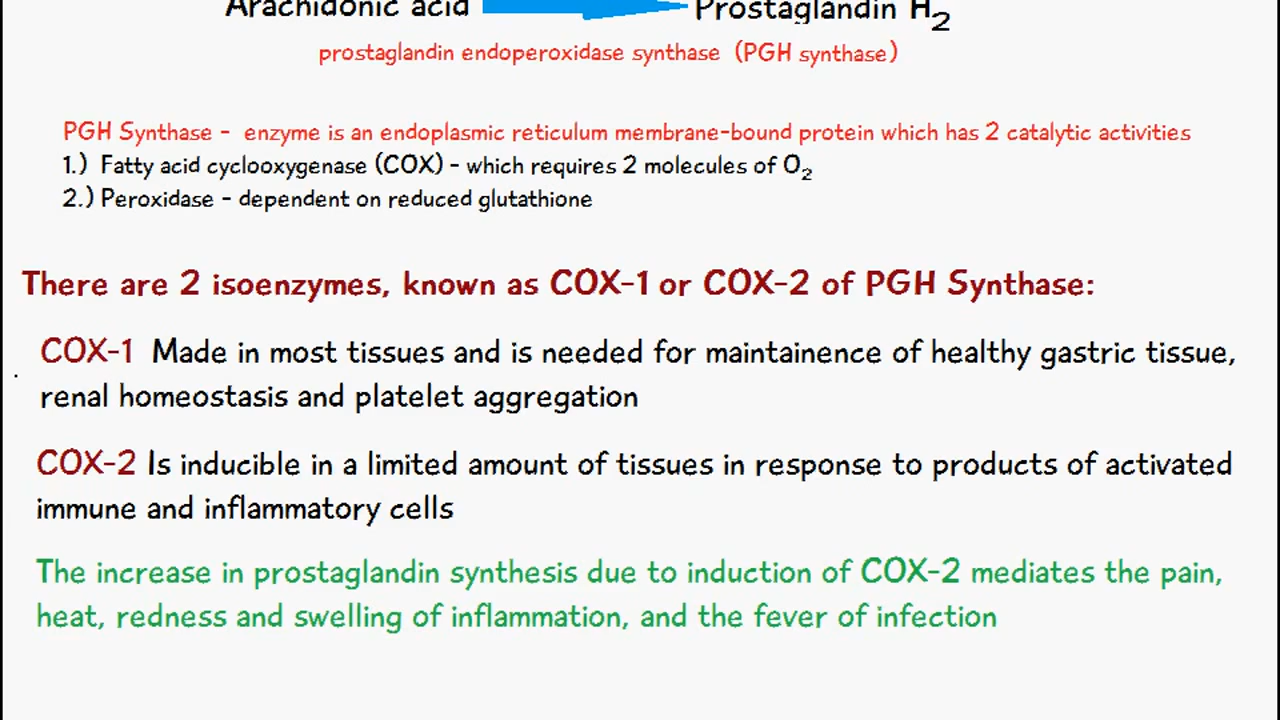 Arachidonic acid Prostaglandin H2
prostaglandin endoperoxidase synthase (PGH synthase)
PGH Synthase - enzyme is an endoplasmic reticulum membrane-bound protein which has 2 catalytic activities
1.) Fatty acid cyclooxygenase (COX) - which requires 2 molecules of O2
2.) Peroxidase - dependent on reduced glutathione
There are 2 isoenzymes, known as COX-1 or COX-2 of PGH Synthase:
COX-1 Made in most tissues and is needed for maintainence of healthy gastric tissue,
renal homeostasis and platelet aggregation
COX-2 Is inducible in a limited amount of tissues in response to products of activated
immune and inflammatory cells
The increase in prostaglandin synthesis due to induction of COX-2 mediates the pain,
heat, redness and swelling of inflammation, and the fever of infection